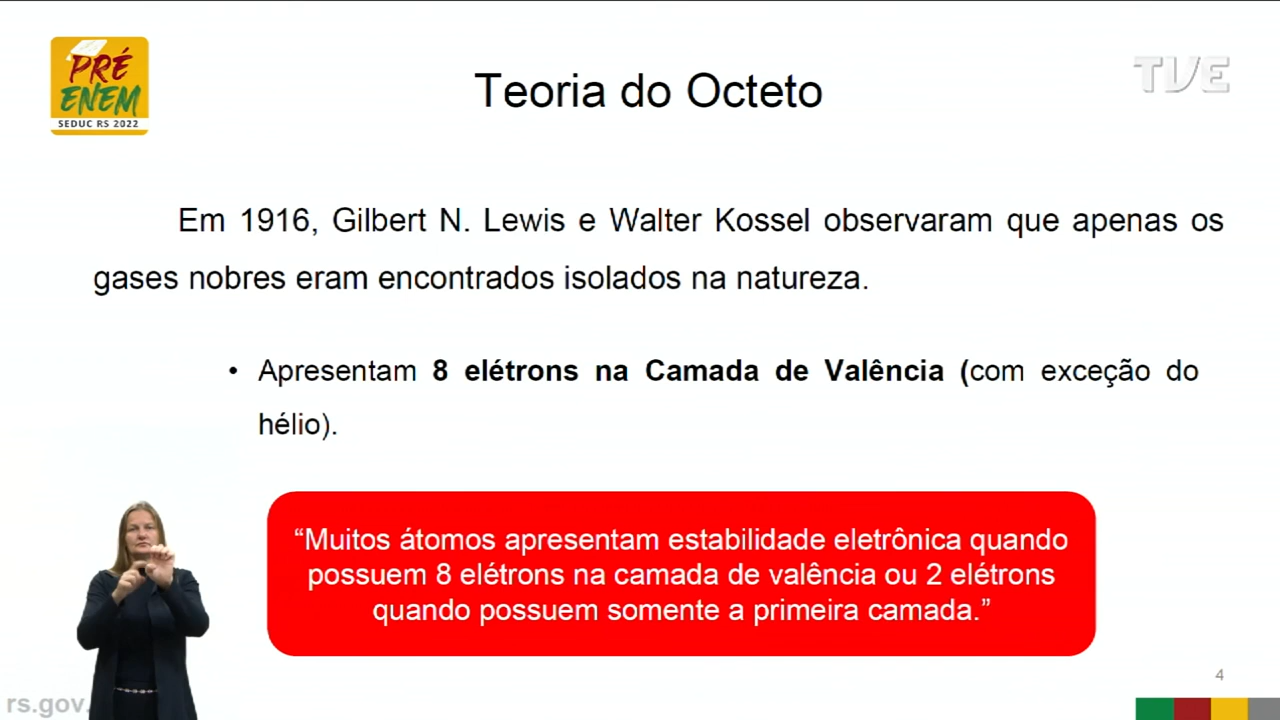 PRÉ
ENEM
SEDUC RS 2022
Teoria do Octeto
TVE
Em 1916, Gilbert N. Lewis e Walter Kossel observaram que apenas os
gases nobres eram encontrados isolados na natureza.
• Apresentam 8 elétrons na Camada de Valência (com exceção do
hélio).
“Muitos átomos apresentam estabilidade eletrônica quando
possuem 8 elétrons na camada de valência ou 2 elétrons
quando possuem somente a primeira camada.”
4
rs.gov.